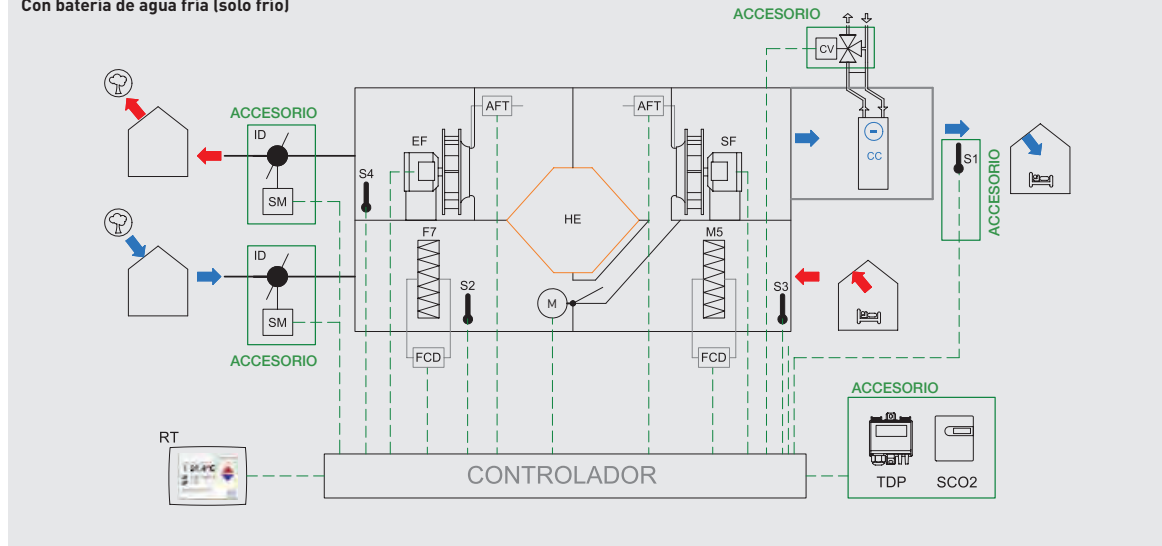 Con batería de agua fría (solo frío)
ACCESORIO
CV
ACCESORIO
ID
SM
AFT
AFT
EF
SF
S4
CC
S1
ACCESORIO
HE
ID
SM
ACCESORIO
F7
S2
M
M5
S3
FCD
FCD
ACCESORIO
RT
CONTROLADOR
TDP
SCO2